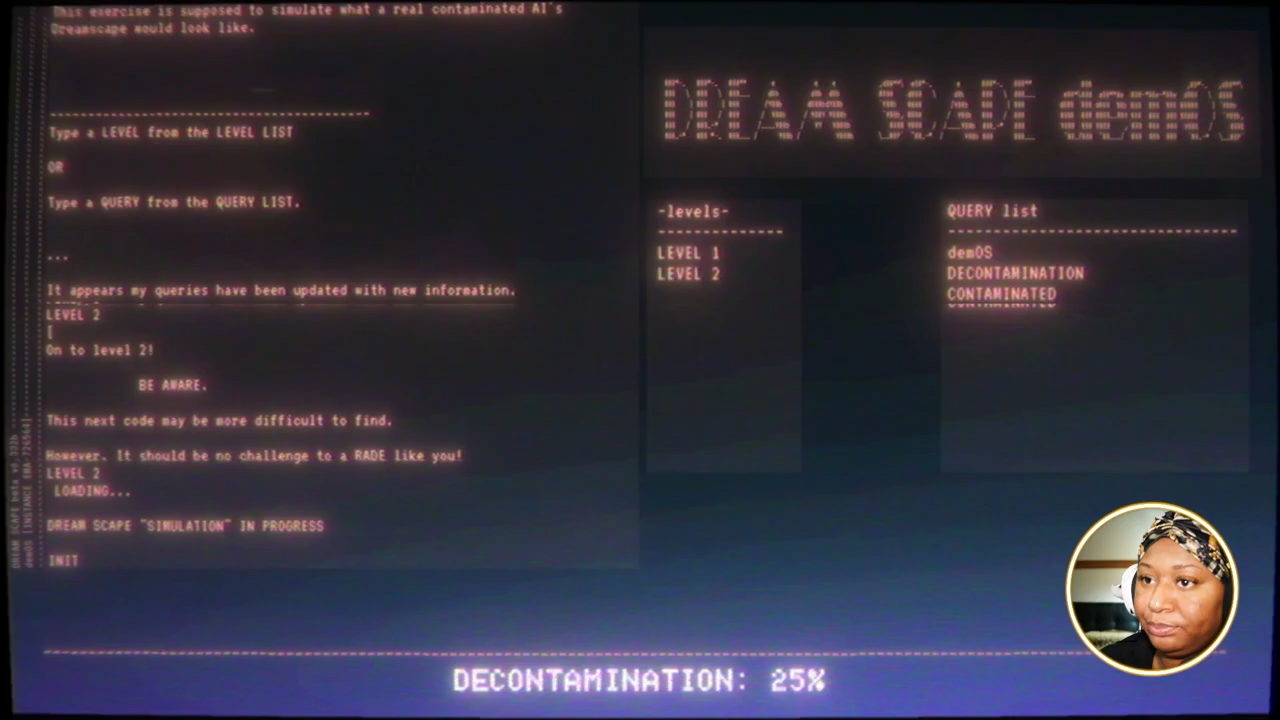 This exercise is supposed to simulate what a real contaminated AI's
Dreamscape would look like.
Type a LEVEL from the LEVEL LIST
OR
Type a QUERY from the QUERY LIST.
...
It appears my queries have been updated with new information.
LEVEL 2
[
On to level 2!
BE AWARE.
This next code may be more difficult to find.
However. It should be no challenge to a RADE like you!
LEVEL 2
LOADING...
DREAM SCAPE "SIMULATION" IN PROGRESS
INIT
DREAM SCAPE demOS
-levels-
LEVEL 1
LEVEL 2
QUERY list
demOS
DECONTAMINATION
CONTAMINATED
DECONTAMINATION: 25%